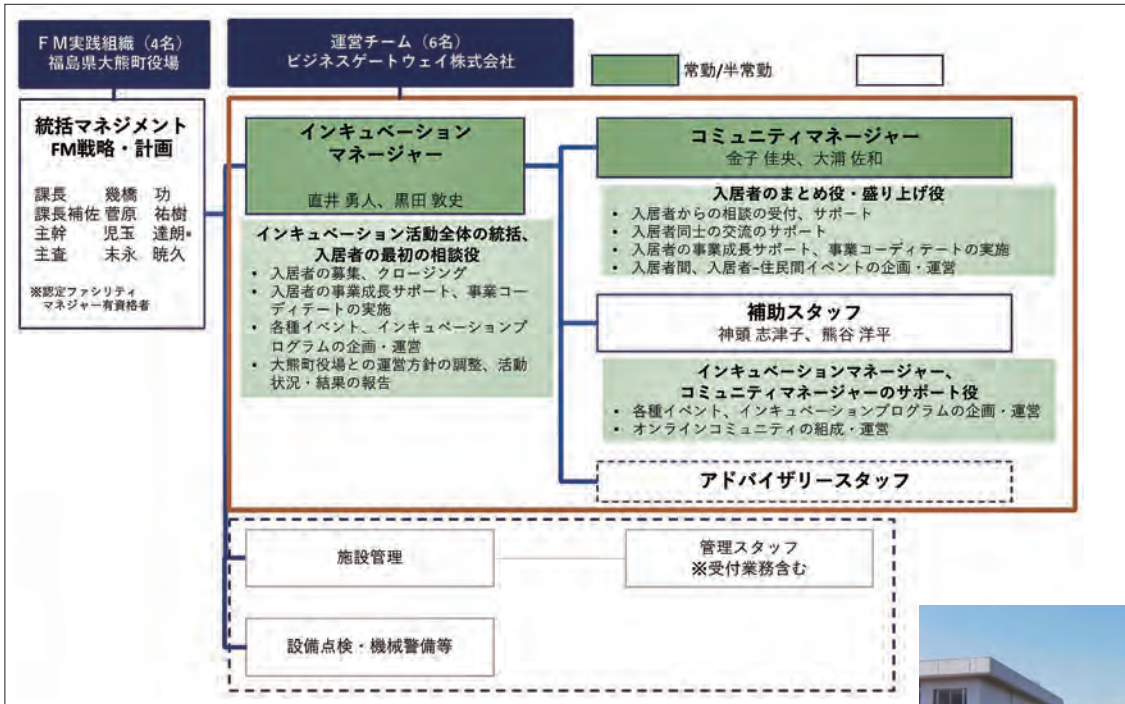 FM実践組織（4名）
福島県大熊町役場
運営チーム（6名）
ビジネスゲートウェイ株式会社
常勤/半常勤
統括マネジメント
FM戦略・計画
課長 幾橋 功
課長補佐 菅原 祐樹
主幹 児玉 達朗※
主査 末永 暁久
※認定ファシリティ
マネジャー有資格者
インキュベーション
マネージャー
直井 勇人、黒田 敦史
インキュベーション活動全体の統括、
入居者の最初の相談役
• 入居者の募集、クロージング
• 入居者の事業成長サポート、事業コー
ディテートの実施
• 各種イベント、インキュベーションプ
ログラムの企画・運営
• 大熊町役場との運営方針の調整、活動
状況・結果の報告
コミュニティマネージャー
金子 佳央、大浦 佐和
入居者のまとめ役・盛り上げ役
• 入居者からの相談の受付、サポート
• 入居者同士の交流のサポート
• 入居者の事業成長サポート、事業コーディテートの実施
• 入居者間、入居者-住民間イベントの企画・運営
補助スタッフ
神頭 志津子、熊谷 洋平
インキュベーションマネージャー、
コミュニティマネージャーのサポート役
• 各種イベント、インキュベーションプログラムの企画・運営
• オンラインコミュニティの組成・運営
アドバイザリースタッフ
施設管理
管理スタッフ
※受付業務含む
設備点検・機械警備等